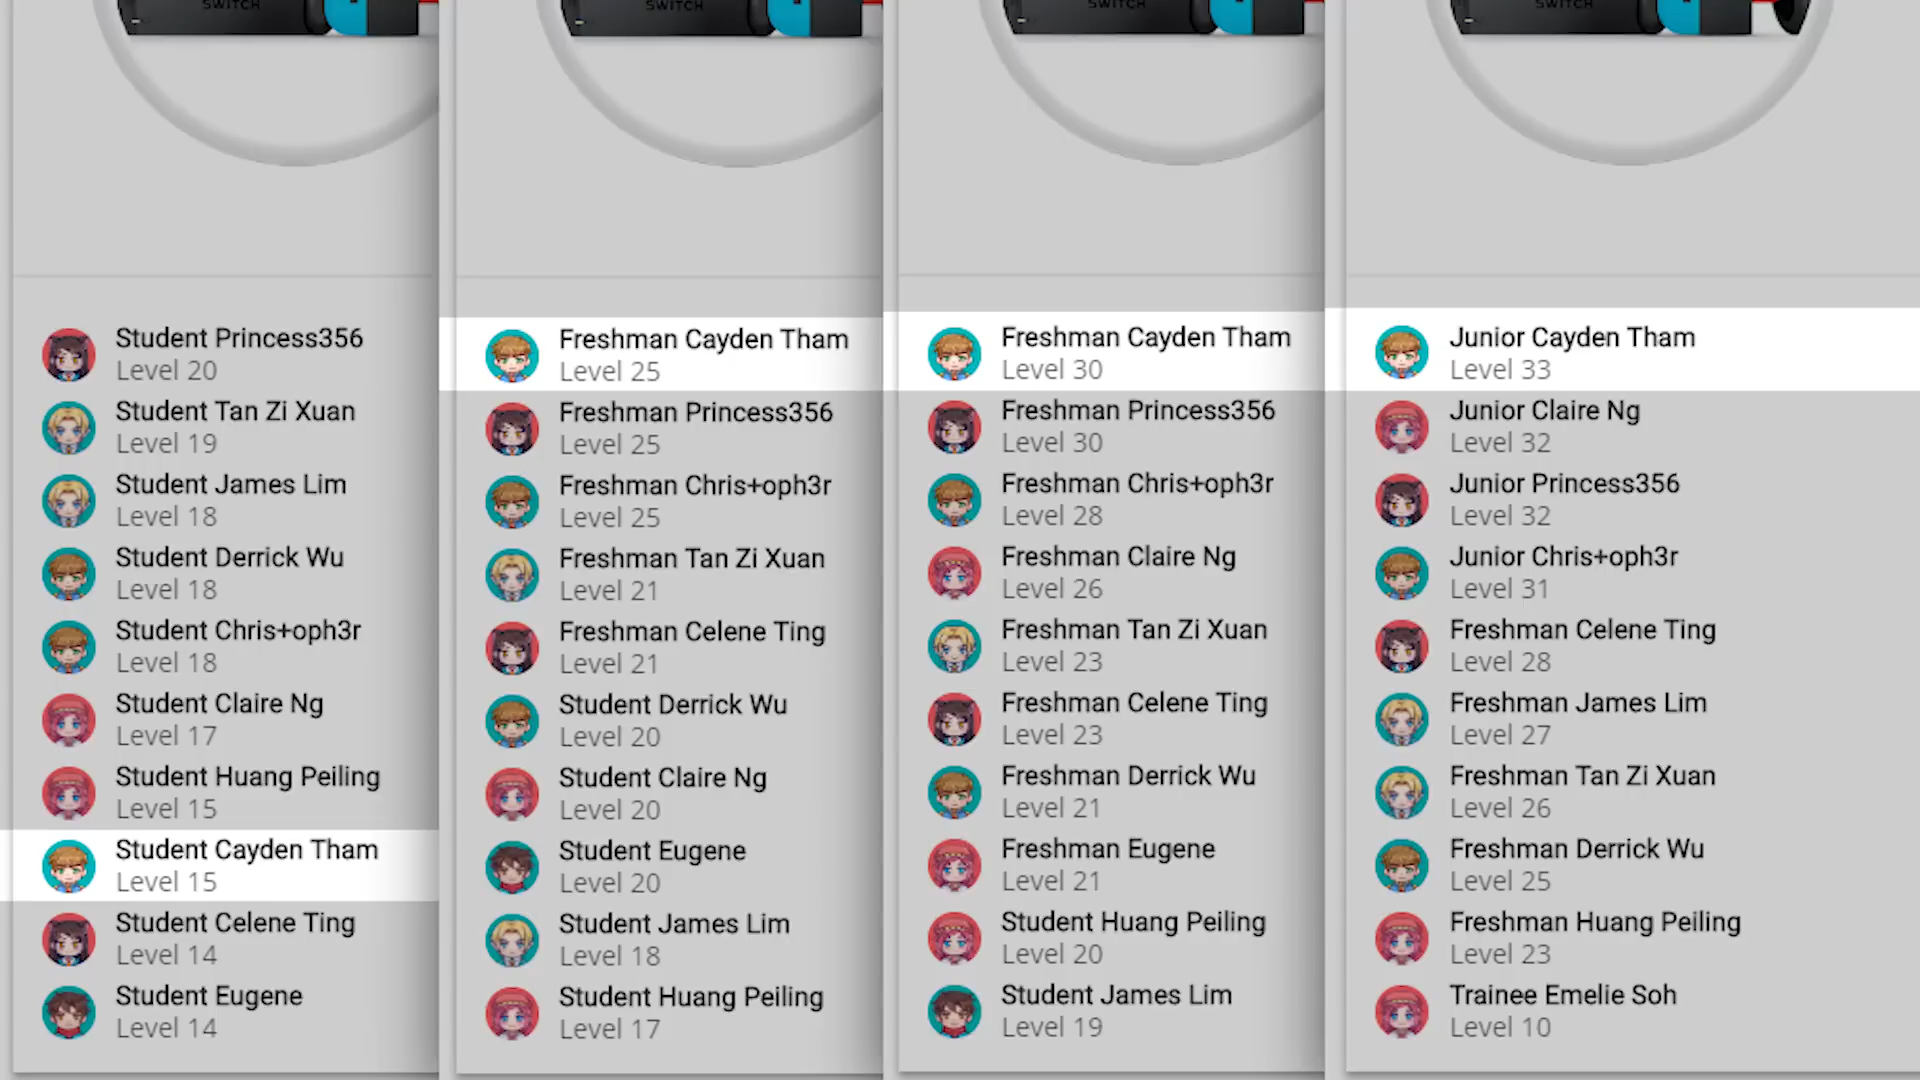 SWITCH
Student Princess356
Level 20
Student Tan Zi Xuan
Level 19
Student James Lim
Level 18
Student Derrick Wu
Level 18
Student Chris+oph3r
Level 18
Student Claire Ng
Level 17
Student Huang Peiling
Level 15
Student Cayden Tham
Level 15
Student Celene Ting
Level 14
Student Eugene
Level 14
SWITCH
Freshman Cayden Tham
Level 25
Freshman Princess356
Level 25
Freshman Chris+oph3r
Level 25
Freshman Tan Zi Xuan
Level 21
Freshman Celene Ting
Level 21
Student Derrick Wu
Level 20
Student Claire Ng
Level 20
Student Eugene
Level 20
Student James Lim
Level 18
Student Huang Peiling
Level 17
SWITCH
Freshman Cayden Tham
Level 30
Freshman Princess356
Level 30
Freshman Chris+oph3r
Level 28
Freshman Claire Ng
Level 26
Freshman Tan Zi Xuan
Level 23
Freshman Celene Ting
Level 23
Freshman Derrick Wu
Level 21
Freshman Eugene
Level 21
Student Huang Peiling
Level 20
Student James Lim
Level 19
SWITCH
Junior Cayden Tham
Level 33
Junior Claire Ng
Level 32
Junior Princess356
Level 32
Junior Chris+oph3r
Level 31
Freshman Celene Ting
Level 28
Freshman James Lim
Level 27
Freshman Tan Zi Xuan
Level 26
Freshman Derrick Wu
Level 25
Freshman Huang Peiling
Level 23
Trainee Emelie Soh
Level 10